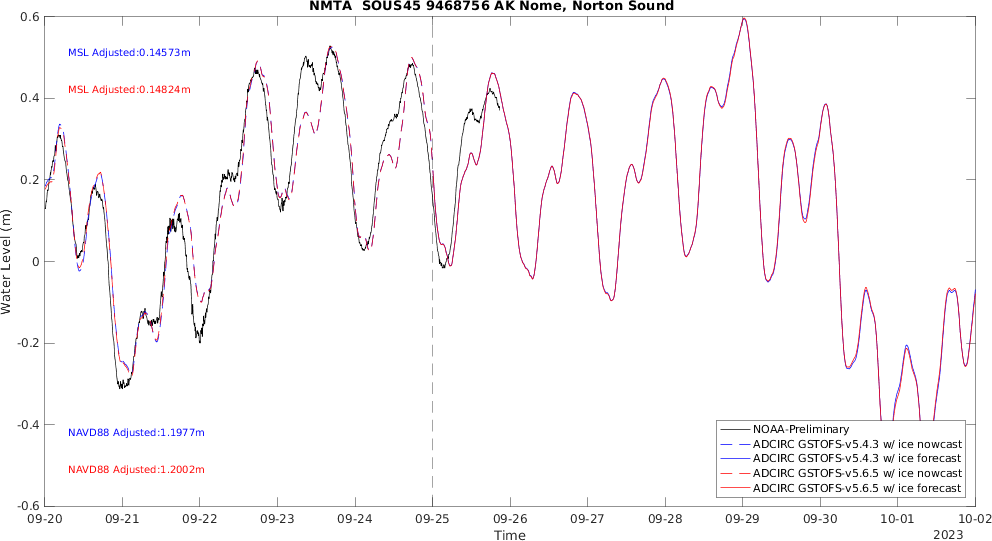 NMTA SOUS45 9468756 AK Nome, Norton Sound
MSL Adjusted:0.14573m
MSL Adjusted:0.14824m
NAVD88 Adjusted:1.1977m
NAVD88 Adjusted:1.2002m
Water Level (m)
0.6
0.4
0.2
0
-0.2
-0.4
-0.6
NOAA-Preliminary
ADCIRC GSTOFS-v5.4.3 w/ ice nowcast
ADCIRC GSTOFS-v5.4.3 w/ ice forecast
ADCIRC GSTOFS-v5.6.5 w/ ice nowcast
ADCIRC GSTOFS-v5.6.5 w/ ice forecast
09-20 09-21 09-22 09-23 09-24 09-25 09-26 09-27 09-28 09-29 09-30 10-01 10-02
Time
2023